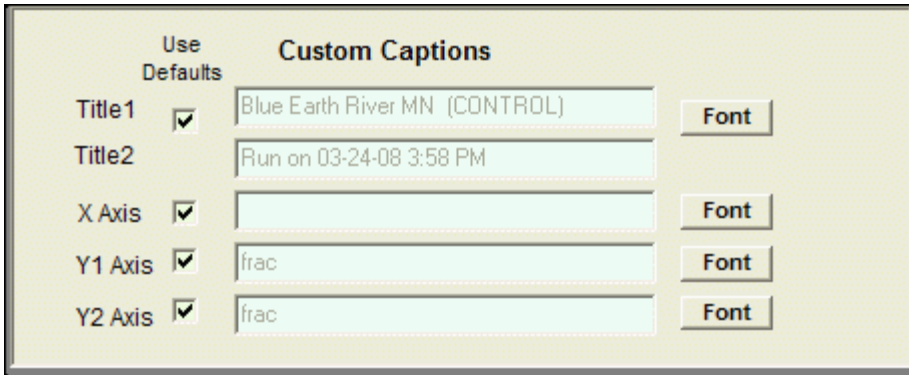 Use
Defaults
Custom Captions
Title1 Blue Earth River MN (CONTROL) Font
Title2 Run on 03-24-08 3:58 PM
X Axis Font
Y1 Axis frac Font
Y2 Axis frac Font